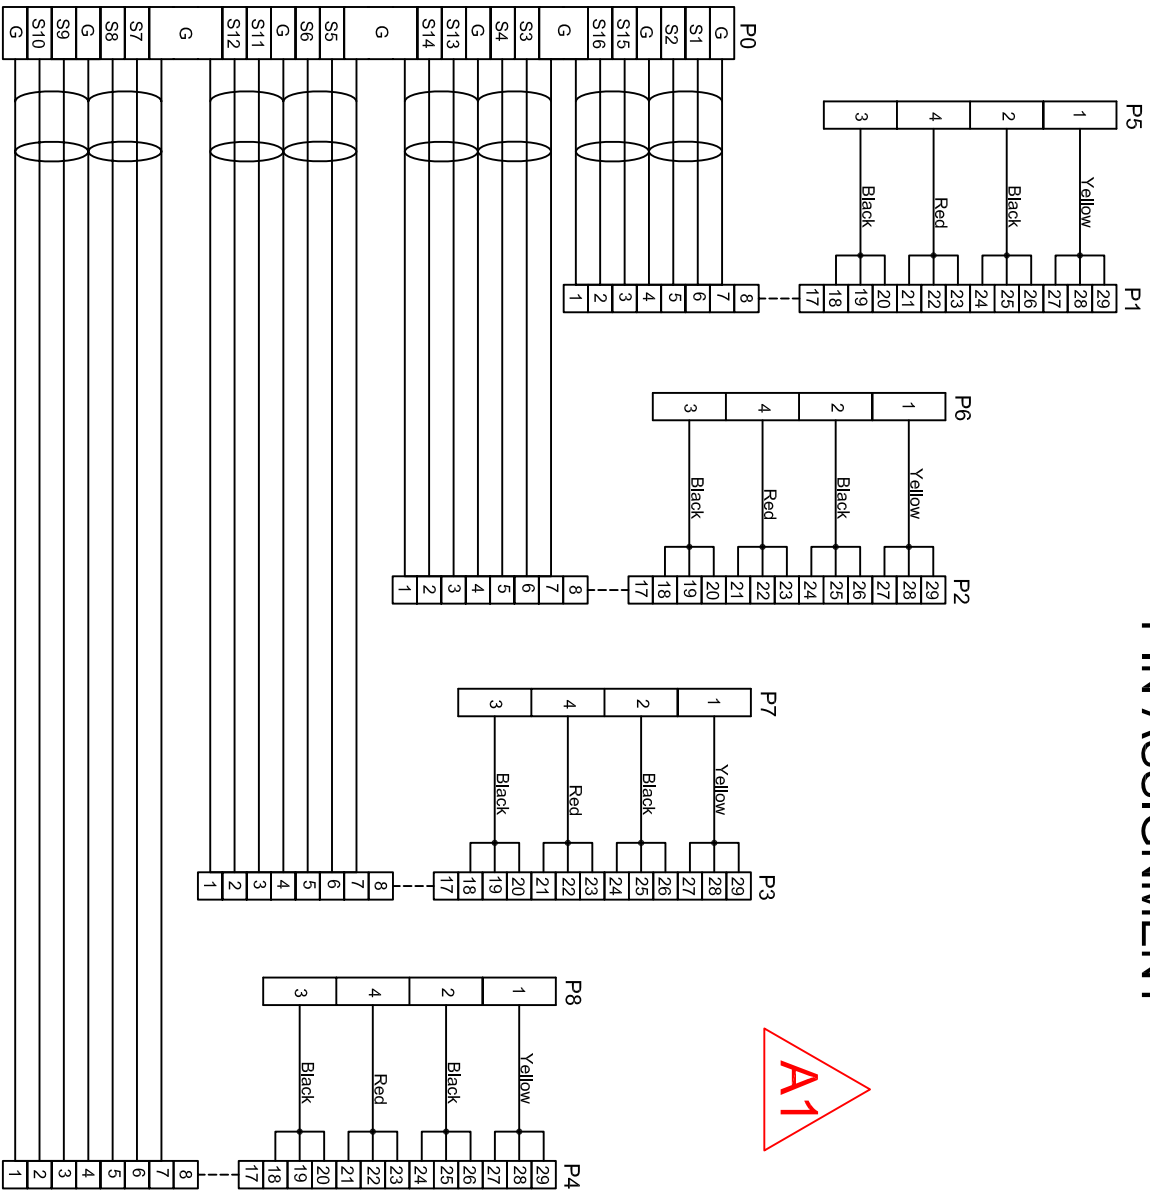 PIN ASSIGNMENT
P0
G
S1
S2
G
S15
S16
G
S3
S4
G
S13
S14
G
S5
S6
G
S11
S12
G
S7
S8
G
S9
S10
G
P5
1
2
4
3
Yellow
Black
Red
Black
P1
29
28
27
26
25
24
23
22
21
20
19
18
17
8
7
6
5
4
3
2
1
P6
1
2
4
3
Yellow
Black
Red
Black
P2
29
28
27
26
25
24
23
22
21
20
19
18
17
8
7
6
5
4
3
2
1
P7
1
2
4
3
Yellow
Black
Red
Black
P3
29
28
27
26
25
24
23
22
21
20
19
18
17
8
7
6
5
4
3
2
1
P8
1
2
4
3
Yellow
Black
Red
Black
P4
29
28
27
26
25
24
23
22
21
20
19
18
17
8
7
6
5
4
3
2
1
A1